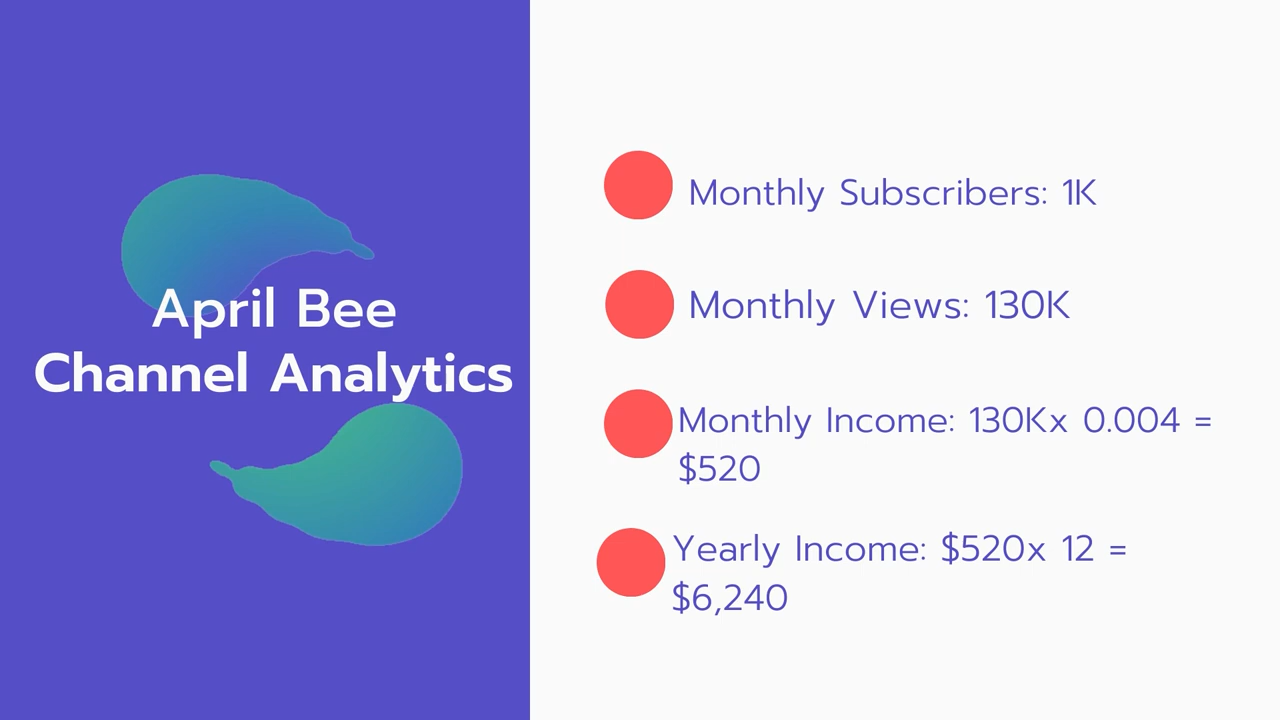 April Bee
Channel Analytics
Monthly Subscribers: 1K
Monthly Views: 130K
Monthly Income: 130Kx 0.004 =
$520
Yearly Income: $520x 12 =
$6,240